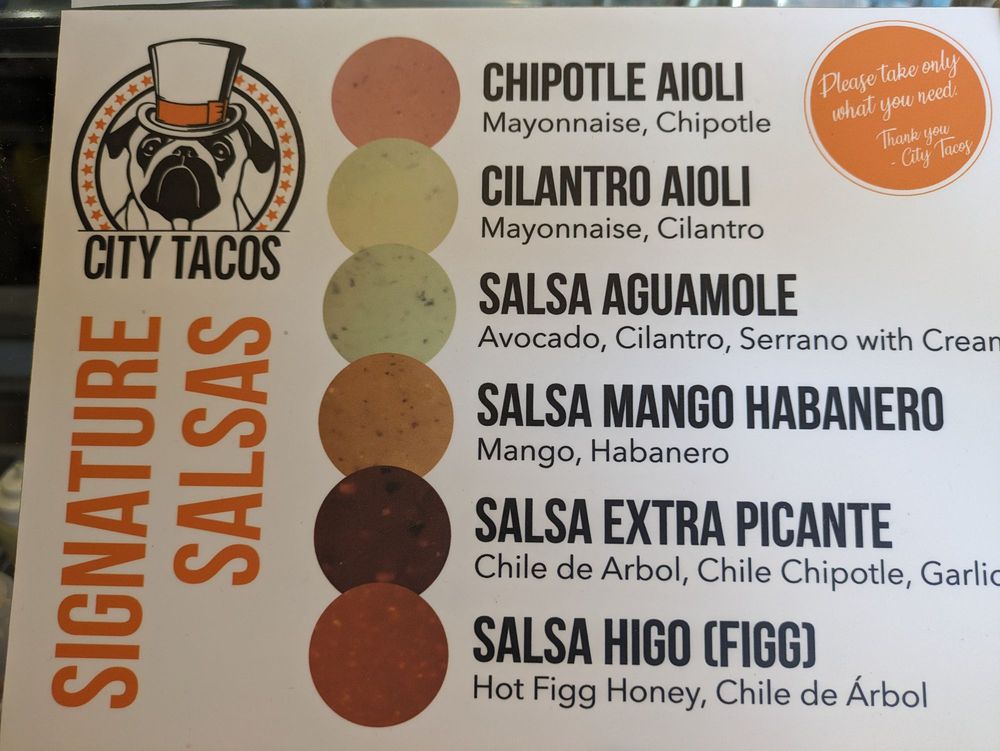 CITY TACOS
SIGNATURE
SALSAS
CHIPOTLE AIOLI
Mayonnaise, Chipotle
CILANTRO AIOLI
Mayonnaise, Cilantro
SALSA AGUAMOLE
Avocado, Cilantro, Serrano with
SALSA MANGO HABANERO
Mango, Habanero
SALSA EXTRA PICANTE
Chile de Arbol, Chile Chipotle, Garlic
SALSA HIGO (FIGG)
Hot Figg Honey, Chile de Árbol
Please take only
what you need.
Thank you
- City Tacos